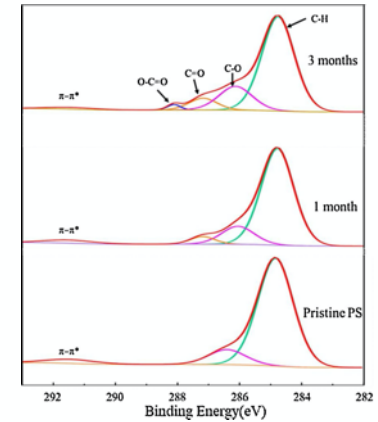 C-H
3 months
O-C=O
C=O
C-O
π-π*
1 month
π-π*
Pristine PS
π-π*
292 290 288 286 284 282
Binding Energy(eV)